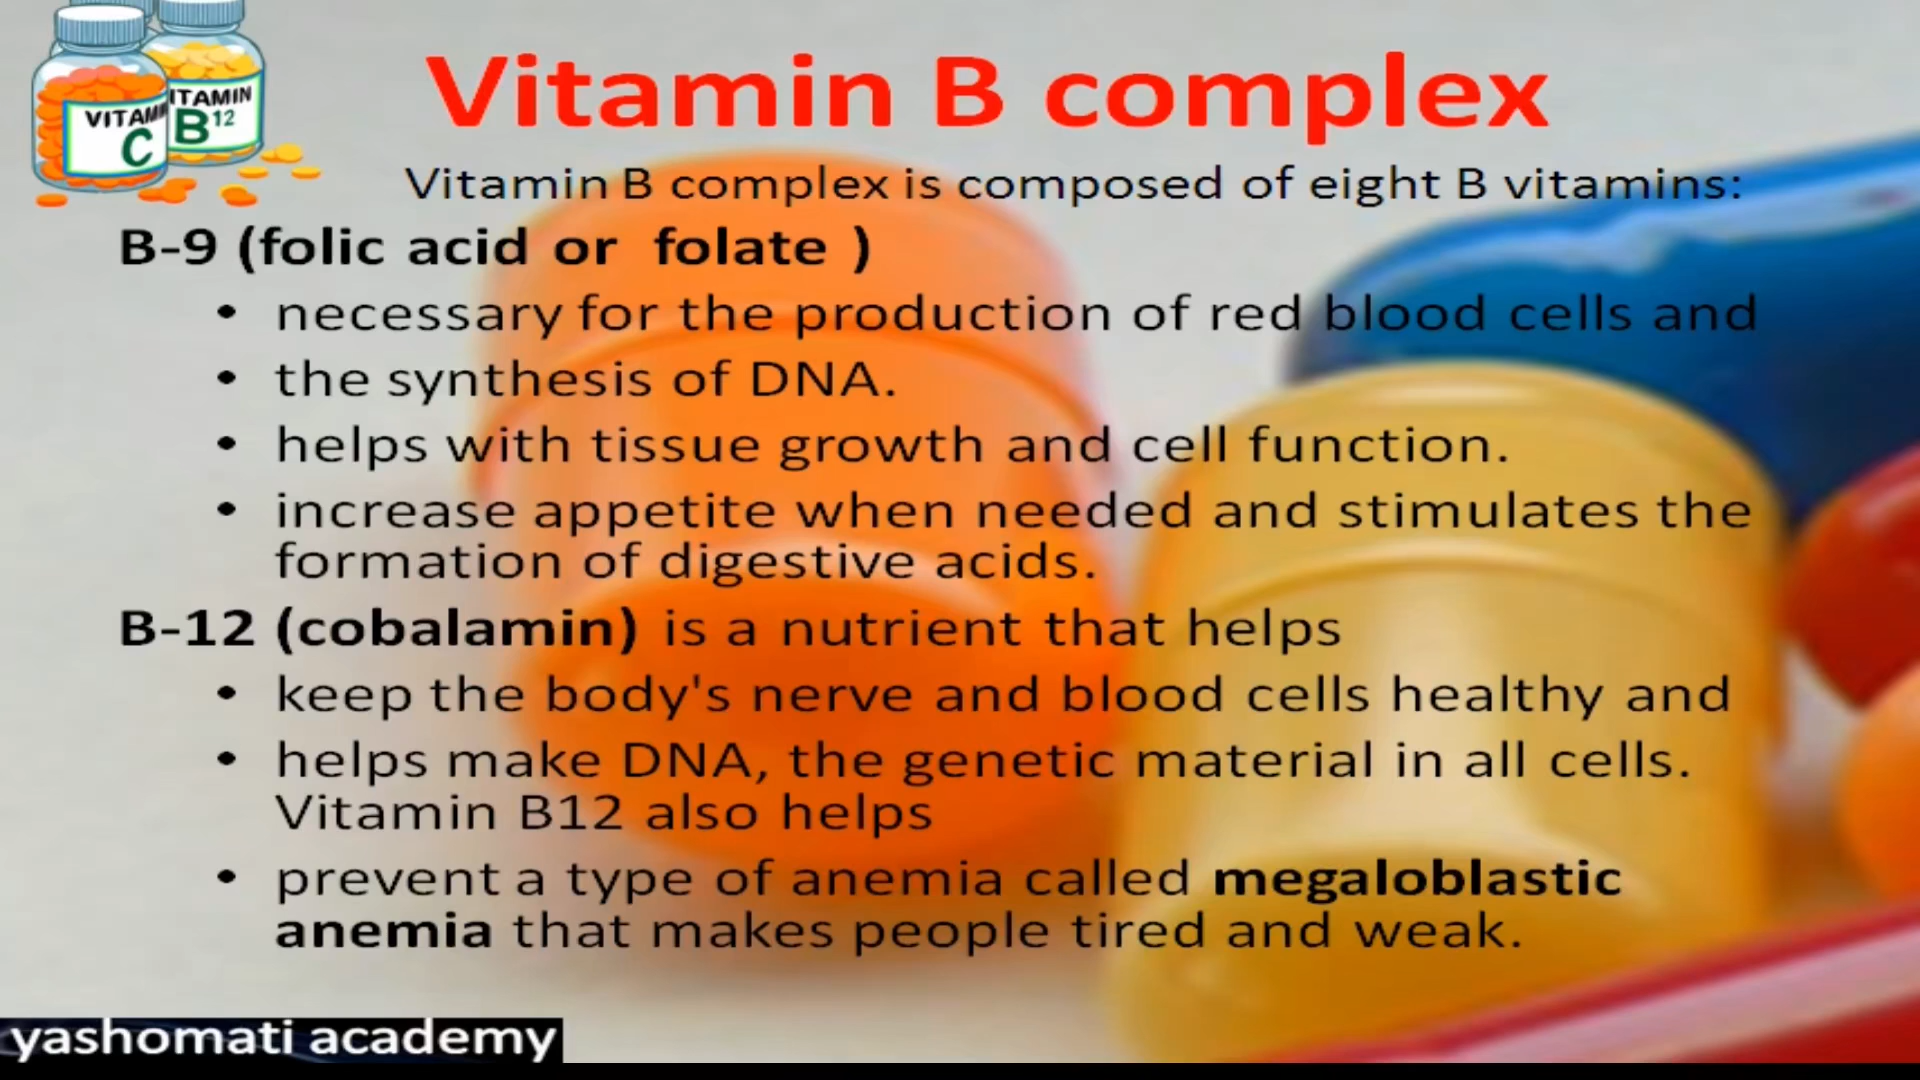 VITAMIN
B12
VITAM
C
Vitamin B complex
Vitamin B complex is composed of eight B vitamins:
B-9 (folic acid or folate )
• necessary for the production of red blood cells and
• the synthesis of DNA.
• helps with tissue growth and cell function.
• increase appetite when needed and stimulates the
formation of digestive acids.
B-12 (cobalamin) is a nutrient that helps
• keep the body's nerve and blood cells healthy and
• helps make DNA, the genetic material in all cells.
Vitamin B12 also helps
• prevent a type of anemia called megaloblastic
anemia that makes people tired and weak.
yashomati academy